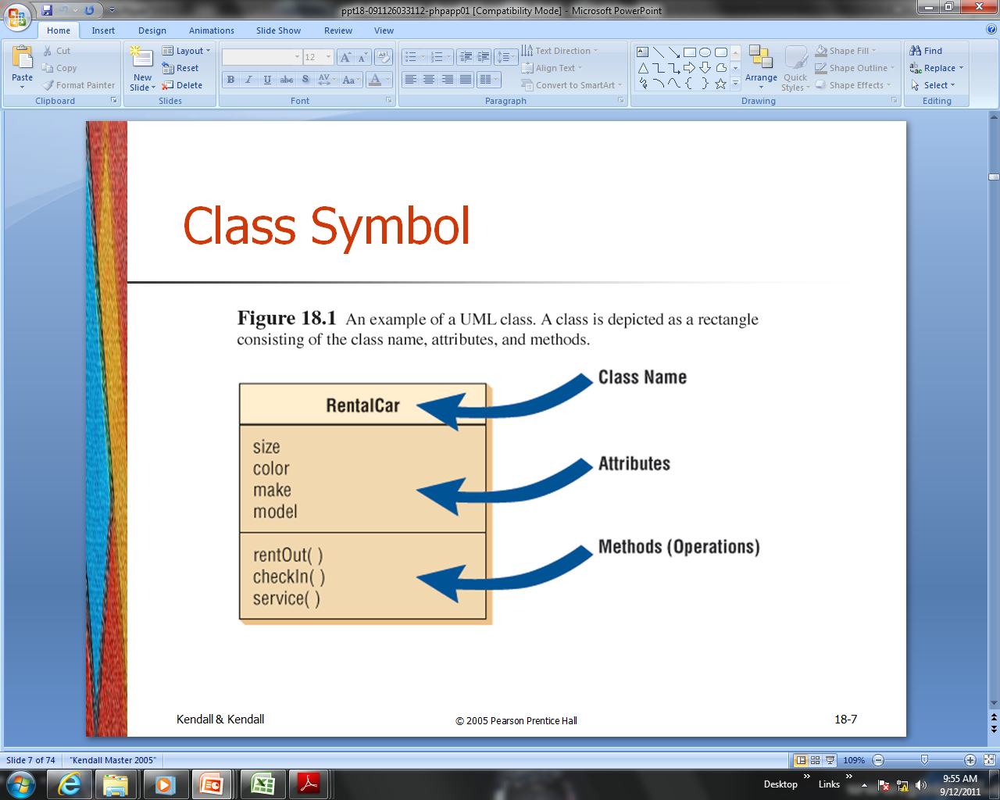 ppt18-091126033112-phpapp01 [Compatibility Mode] - Microsoft PowerPoint
Home Insert Design Animations Slide Show Review View
Paste
Cut
Copy
Format Painter
Clipboard
New
Slide
Layout
Reset
Delete
Slides
12
B I U abc S AV Aa A
Font
Text Direction
Align Text
Convert to SmartArt
Paragraph
Arrange
Quick
Styles
Shape Fill
Shape Outline
Shape Effects
Drawing
Find
Replace
Select
Editing
Class Symbol
Figure 18.1 An example of a UML class. A class is depicted as a rectangle
consisting of the class name, attributes, and methods.
Class Name
RentalCar
size
color
make
model
Attributes
rentOut( )
checkIn( )
service( )
Methods (Operations)
Kendall & Kendall
© 2005 Pearson Prentice Hall
18-7
Slide 7 of 74 "Kendall Master 2005" 109%
Desktop » Links »
9:55 AM
9/12/2011